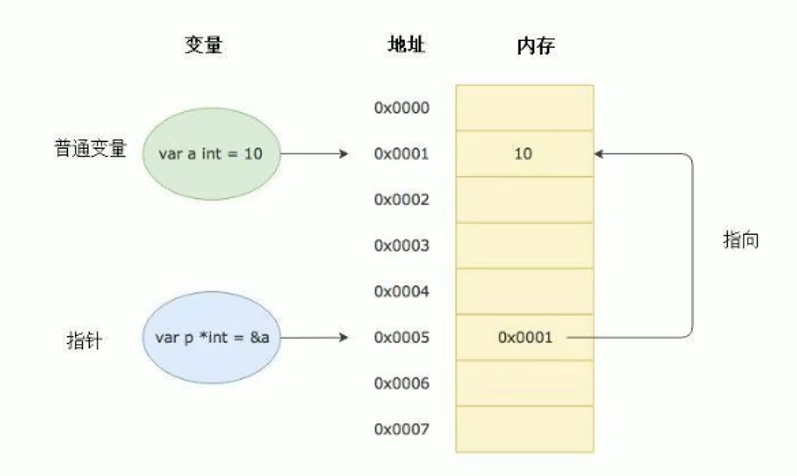 变量 地址 内存
0x0000
普通变量 var a int = 10 0x0001 10
0x0002
0x0003
指向
0x0004
指针 var p *int = &a 0x0005 0x0001
0x0006
0x0007